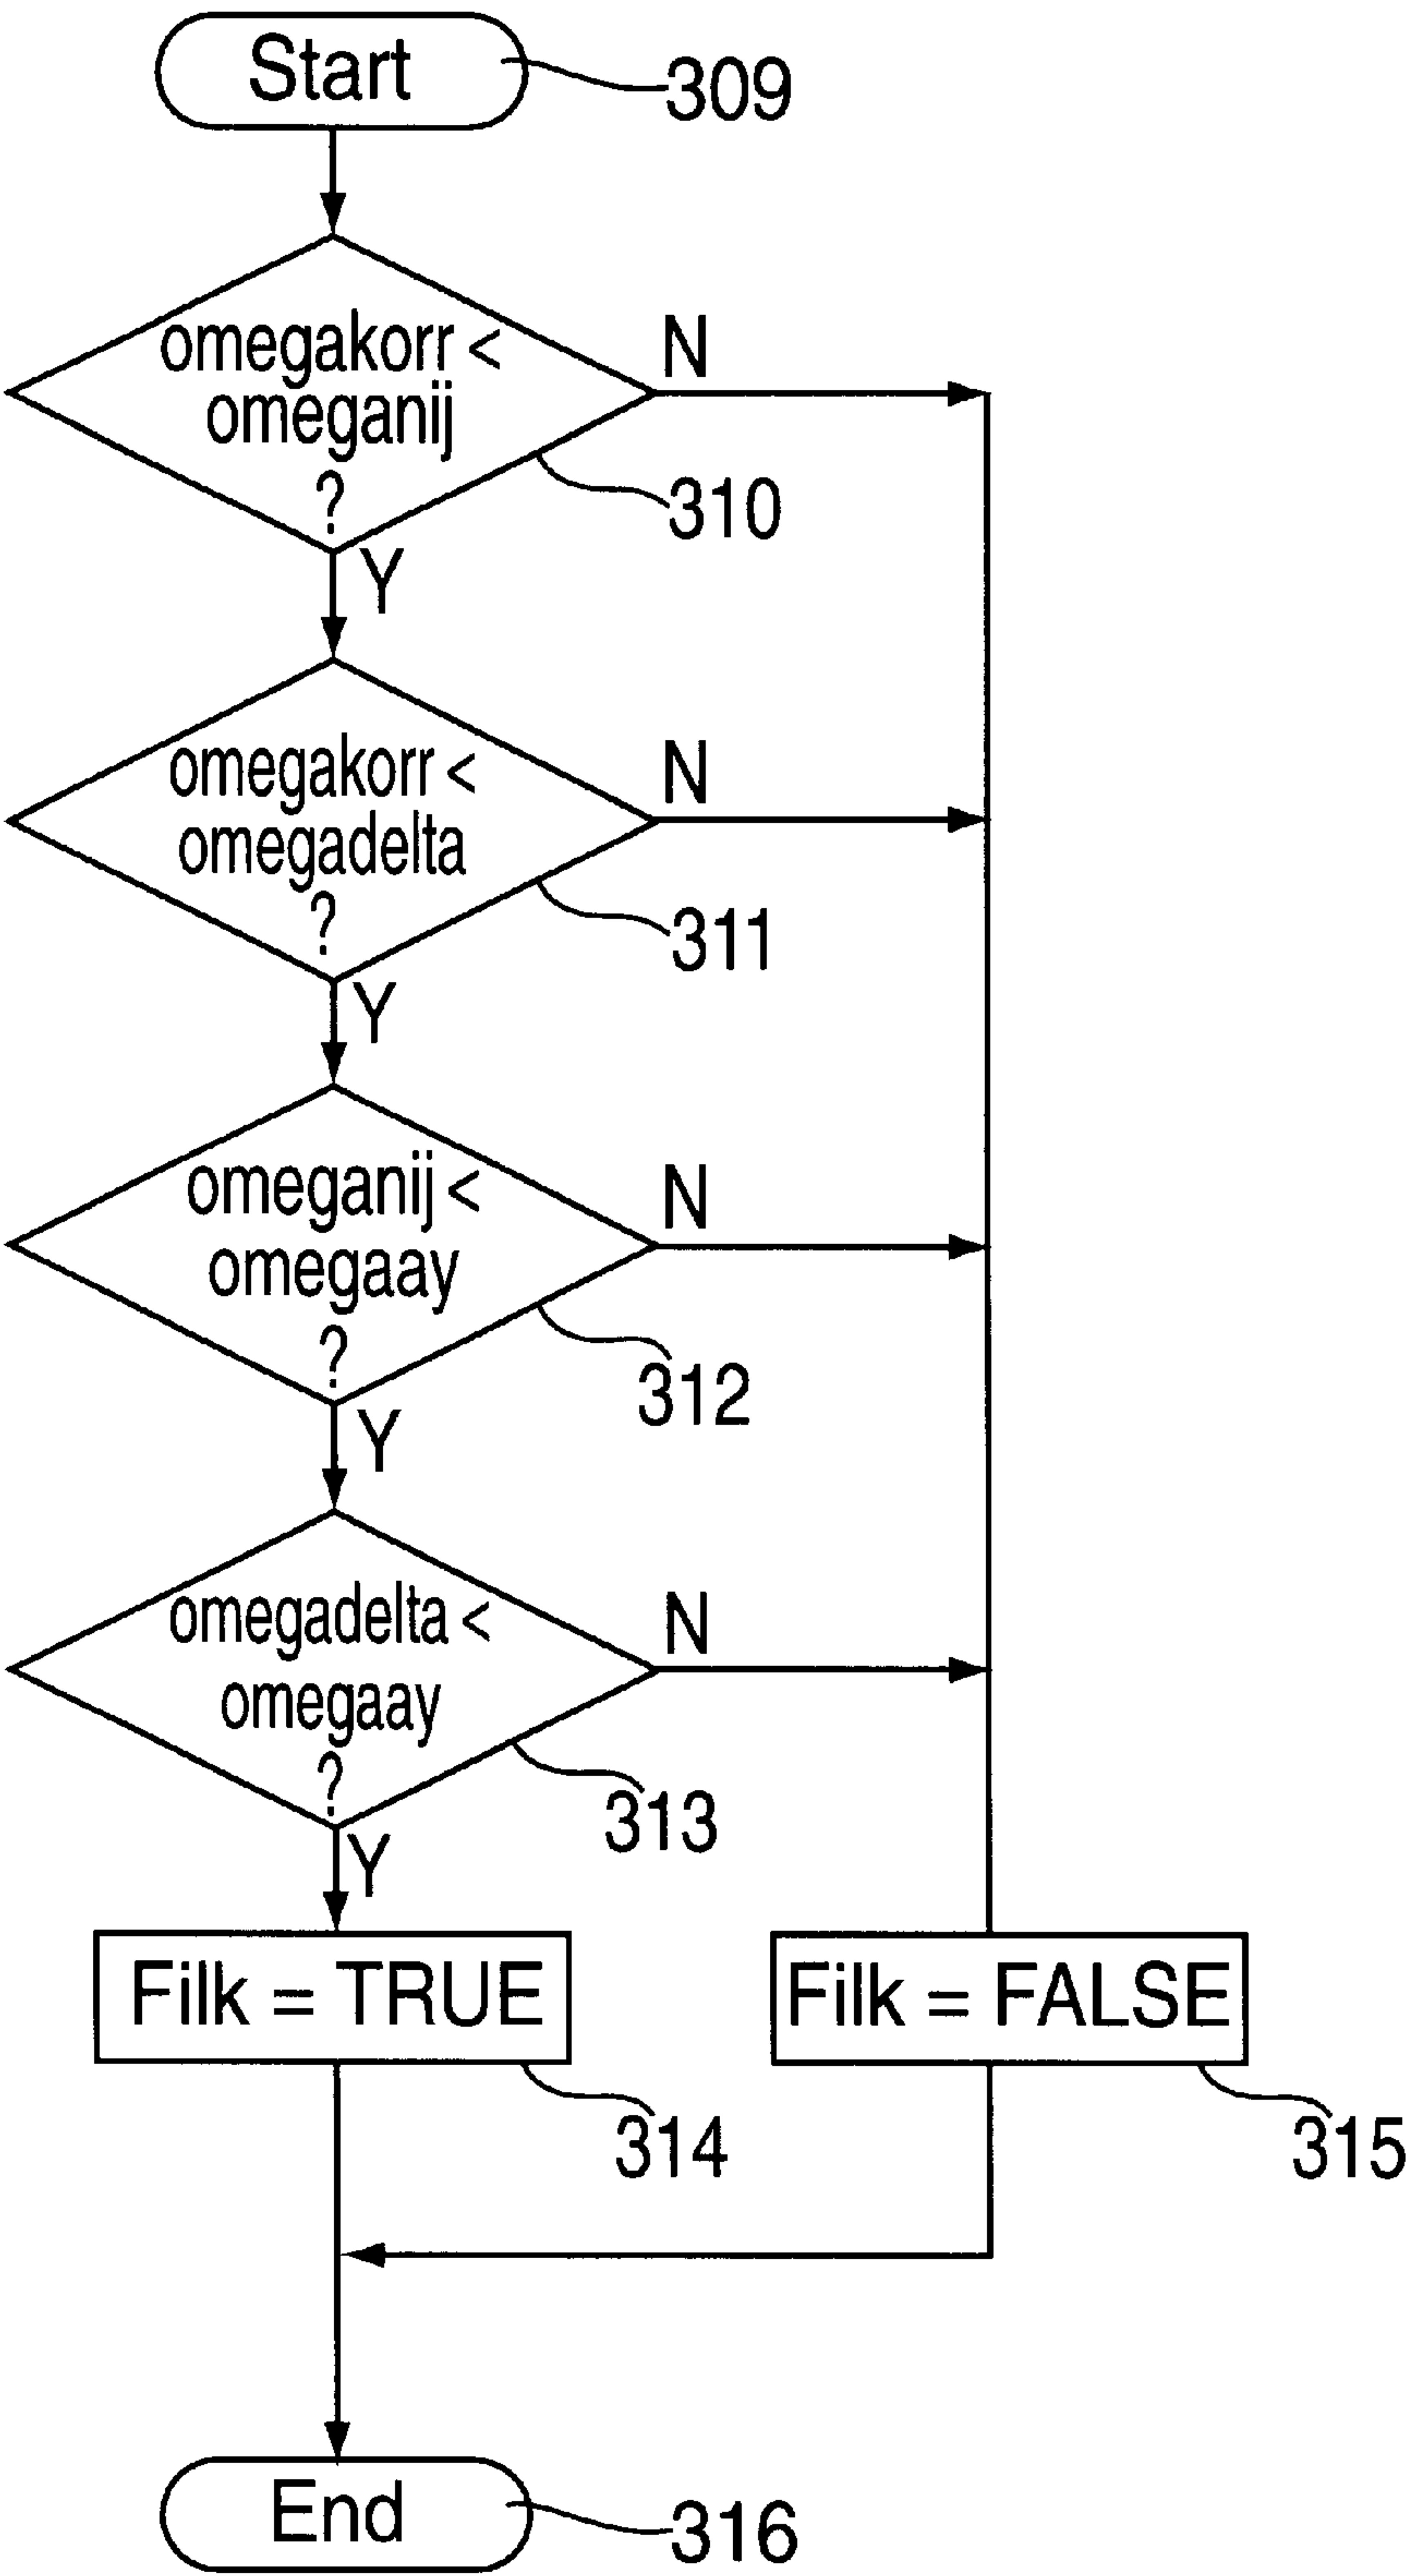 Start
309
omegakorr <
omeganij
?
N
310
Y
omegakorr <
omegadelta
?
N
311
Y
omeganij <
omegaay
?
N
312
Y
omegadelta <
omegaay
?
N
313
Y
Filk = TRUE
314
Filk = FALSE
315
End
316